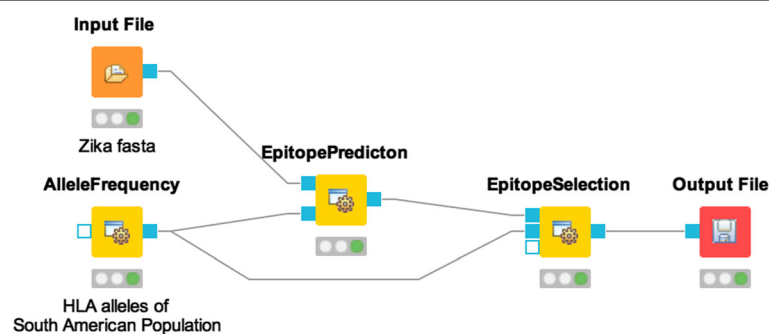 Input File
Zika fasta
EpitopePredicton
AlleleFrequency
EpitopeSelection
Output File
HLA alleles of
South American Population